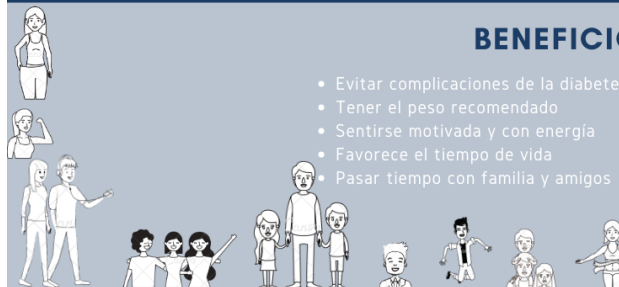 BENEFICIO
• Evitar complicaciones de la diabete
• Tener el peso recomendado
• Sentirse motivada y con energía
• Favorece el tiempo de vida
• Pasar tiempo con familia y amigos